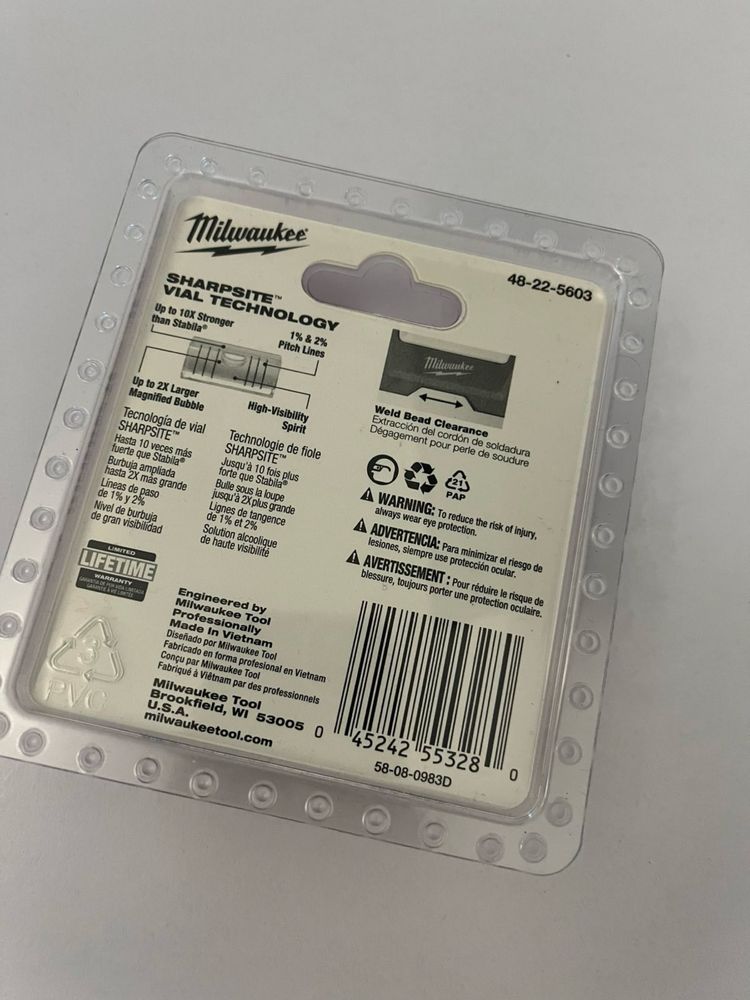 Milwaukee
48-22-5603
SHARPSITE™
VIAL TECHNOLOGY
Up to 10X Stronger
than Stabila®
1% & 2%
Pitch Lines
Up to 2X Larger
Magnified Bubble
High-Visibility
Spirit
Tecnología de vial
SHARPSITE™
Hasta 10 veces más
fuerte que Stabila®
Burbuja ampliada
hasta 2X más grande
Líneas de paso
de 1% y 2%
Nivel de burbuja
de gran visibilidad
Technologie de fiole
SHARPSITE™
Jusqu'à 10 fois plus
forte que Stabila®
Bulle sous la loupe
jusqu'à 2X plus grande
Lignes de tangence
de 1% et 2%
Solution alcoolique
de haute visibilité
Milwaukee
Weld Bead Clearance
Extracción del cordón de soldadura
Dégagement pour perle de soudure
21
PAP
WARNING: To reduce the risk of injury,
always wear eye protection.
ADVERTENCIA: Para minimizar el riesgo de
lesiones, siempre use protección ocular.
AVERTISSEMENT : Pour réduire le risque de
blessure, toujours porter une protection oculaire.
LIMITED
LIFETIME
WARRANTY
GARANTÍA DE POR VIDA LIMITADA
GARANTIE À VIE LIMITÉE
3
PVC
Engineered by
Milwaukee Tool
Professionally
Made in Vietnam
Diseñado por Milwaukee Tool
Fabricado en forma profesional en Vietnam
Conçu par Milwaukee Tool
Fabriqué à Viêtnam par des professionnels
Milwaukee Tool
Brookfield, WI 53005
U.S.A.
milwaukeetool.com
0 45242 55328 0
58-08-0983D